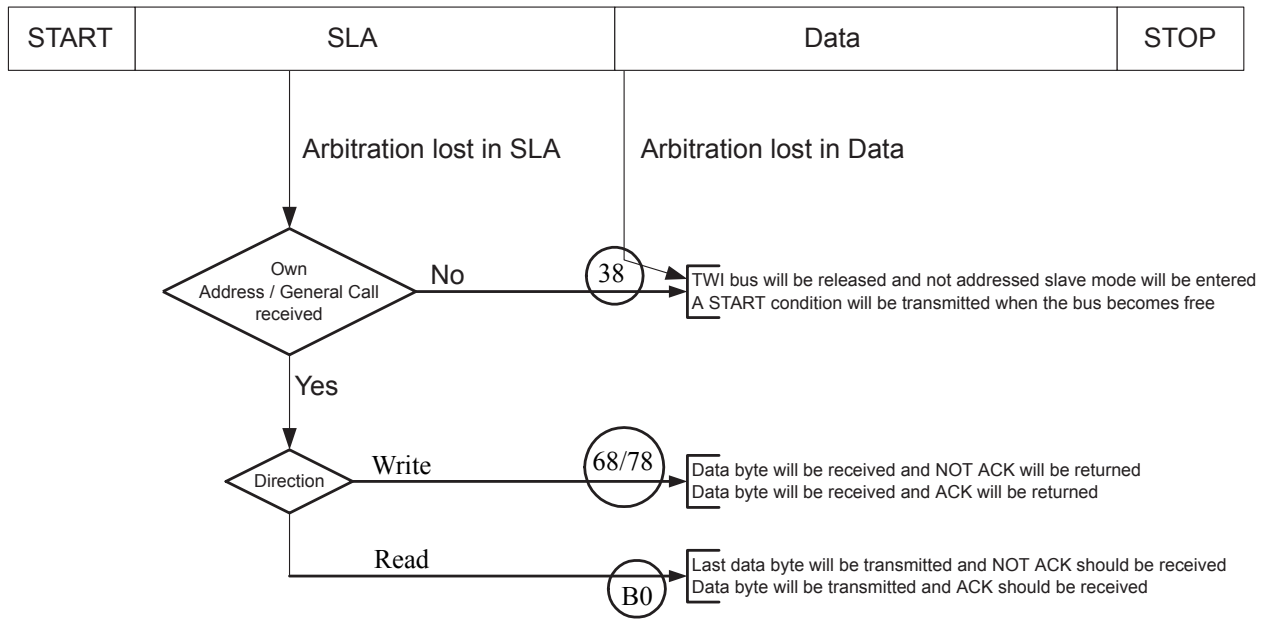 START SLA Data STOP
Arbitration lost in SLA Arbitration lost in Data
Own
Address / General Call
received
No
38
TWI bus will be released and not addressed slave mode will be entered
A START condition will be transmitted when the bus becomes free
Yes
Direction
Write
68/78
Data byte will be received and NOT ACK will be returned
Data byte will be received and ACK will be returned
Read
B0
Last data byte will be transmitted and NOT ACK should be received
Data byte will be transmitted and ACK should be received